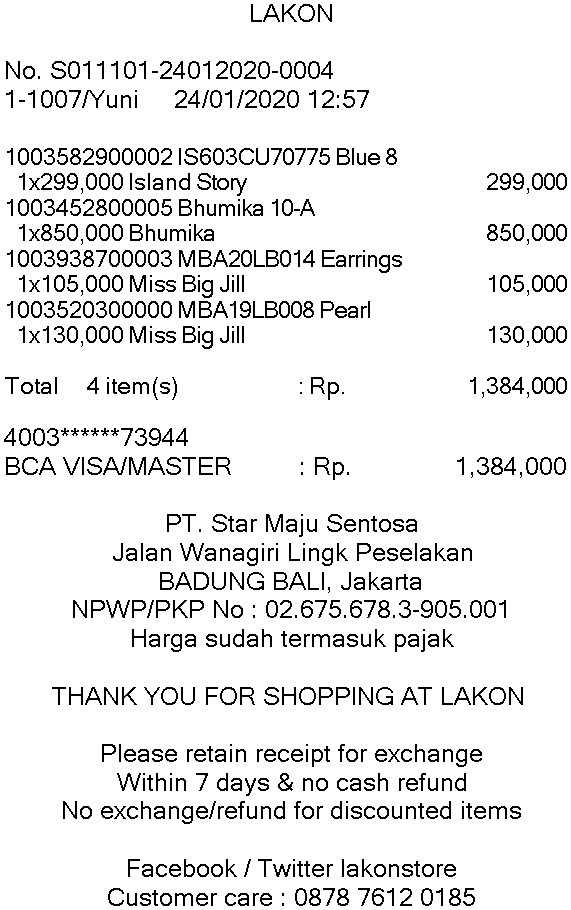 LAKON
No. S011101-24012020-0004
1-1007/Yuni 24/01/2020 12:57
1003582900002 IS603CU70775 Blue 8
1x299,000 Island Story 299,000
1003452800005 Bhumika 10-A
1x850,000 Bhumika 850,000
1003938700003 MBA20LB014 Earrings
1x105,000 Miss Big Jill 105,000
1003520300000 MBA19LB008 Pearl
1x130,000 Miss Big Jill 130,000
Total 4 item(s) : Rp. 1,384,000
4003******73944
BCA VISA/MASTER : Rp. 1,384,000
PT. Star Maju Sentosa
Jalan Wanagiri Lingk Peselakan
BADUNG BALI, Jakarta
NPWP/PKP No : 02.675.678.3-905.001
Harga sudah termasuk pajak
THANK YOU FOR SHOPPING AT LAKON
Please retain receipt for exchange
Within 7 days & no cash refund
No exchange/refund for discounted items
Facebook / Twitter lakonstore
Customer care : 0878 7612 0185